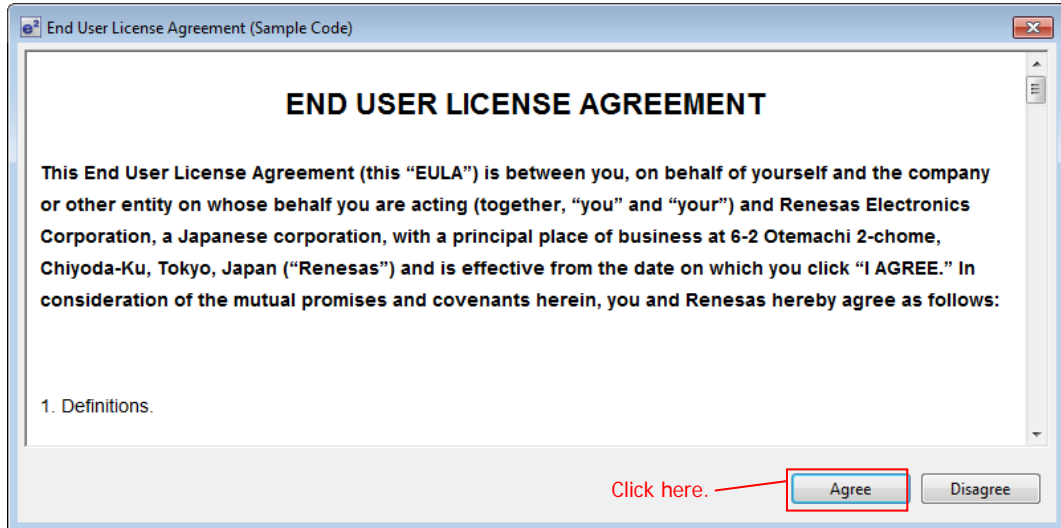 e² End User License Agreement (Sample Code)
END USER LICENSE AGREEMENT
This End User License Agreement (this “EULA”) is between you, on behalf of yourself and the company
or other entity on whose behalf you are acting (together, “you” and “your”) and Renesas Electronics
Corporation, a Japanese corporation, with a principal place of business at 6-2 Otemachi 2-chome,
Chiyoda-Ku, Tokyo, Japan (“Renesas”) and is effective from the date on which you click “I AGREE.” In
consideration of the mutual promises and covenants herein, you and Renesas hereby agree as follows:
1. Definitions.
Click here.
Agree
Disagree